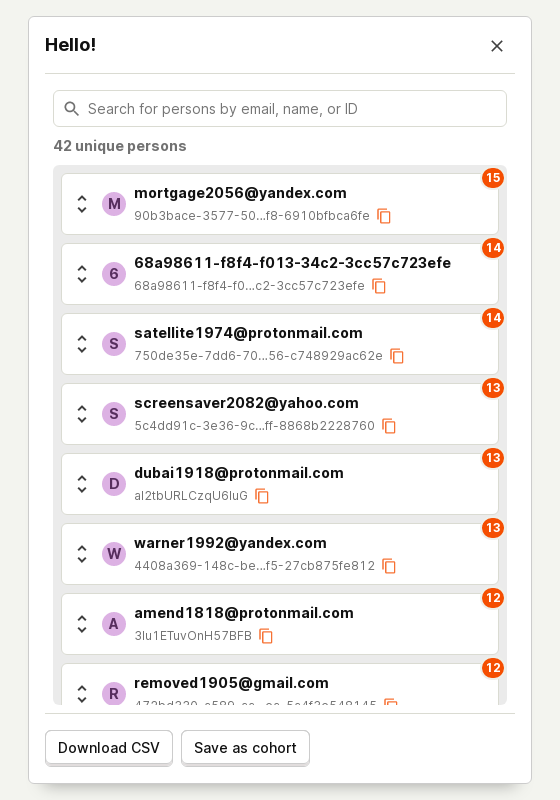 Hello!
Search for persons by email, name, or ID
42 unique persons
15
M
mortgage2056@yandex.com
90b3bace-3577-50...f8-6910bfbca6fe
14
6
68a98611-f8f4-f013-34c2-3cc57c723efe
68a98611-f8f4-f0...c2-3cc57c723efe
14
S
satellite1974@protonmail.com
750de35e-7dd6-70...56-c748929ac62e
13
S
screensaver2082@yahoo.com
5c4dd91c-3e36-9c...ff-8868b2228760
13
D
dubai1918@protonmail.com
al2tbURLCzqU6luG
13
W
warner1992@yandex.com
4408a369-148c-be...f5-27cb875fe812
12
A
amend1818@protonmail.com
3lu1ETuvOnH57BFB
12
R
removed1905@gmail.com
Download CSV
Save as cohort